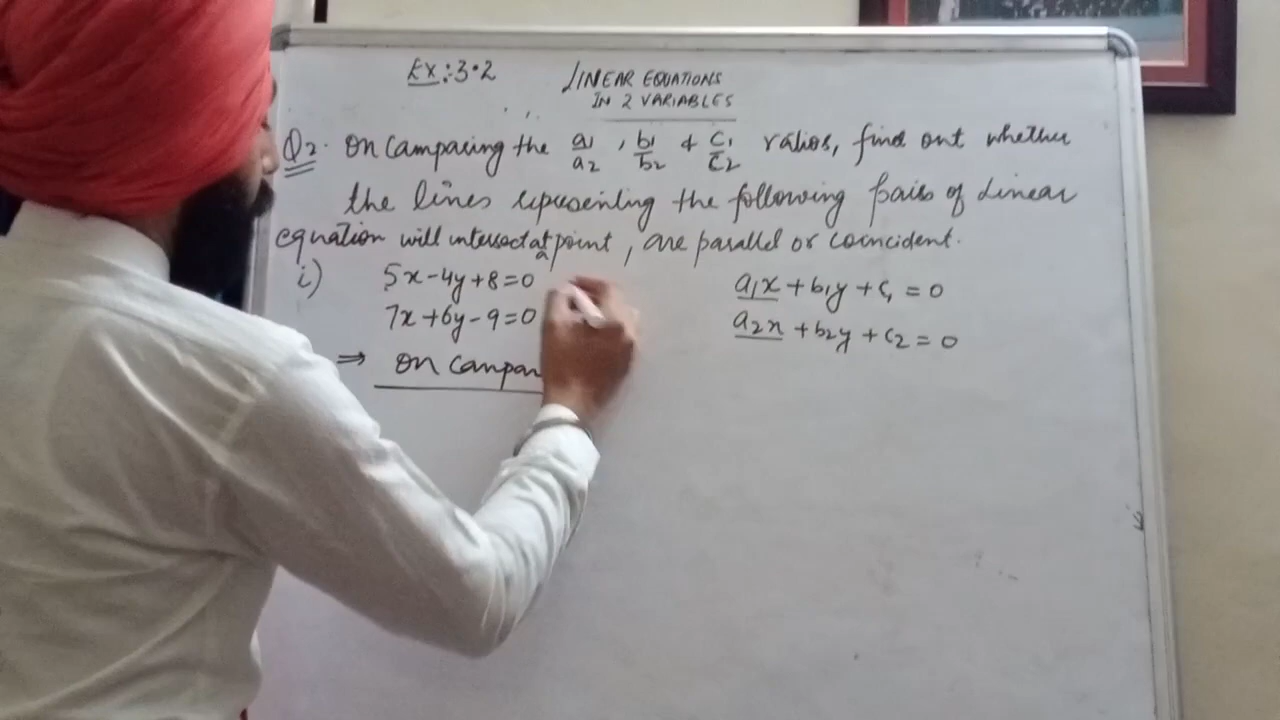 Ex:3.2
LINEAR EQUATIONS
IN 2 VARIABLES
Q2. On Camparing the a1/a2 , b1/b2 & c1/c2 ratios, find out whether
the lines representing the following pairs of Linear
equation will intersect at a point, are parallel or coincident.
i) 5x-4y+8=0
a1x+b1y+c1=0
7x+6y-9=0
a2x+b2y+c2=0
⇒ On Campar